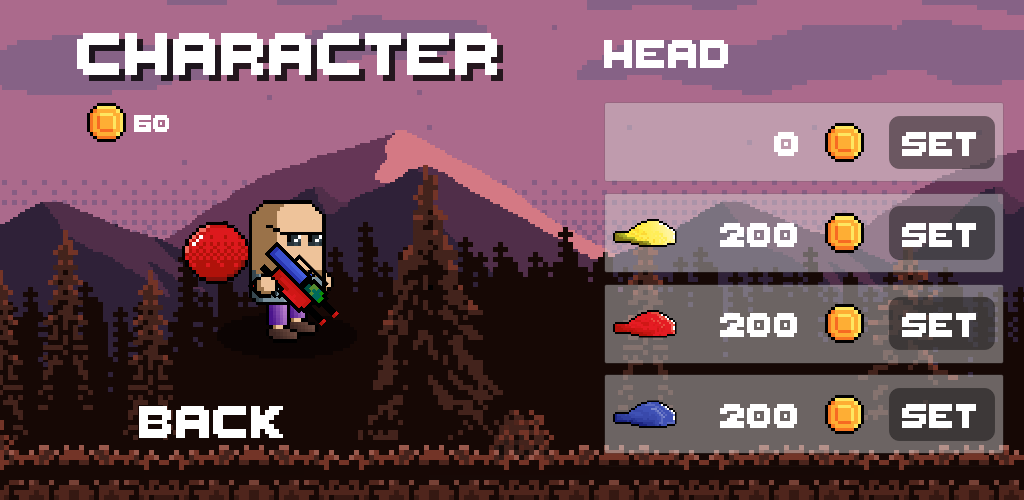 CHARACTER
60
HEAD
0 SET
200 SET
200 SET
200 SET
BACK